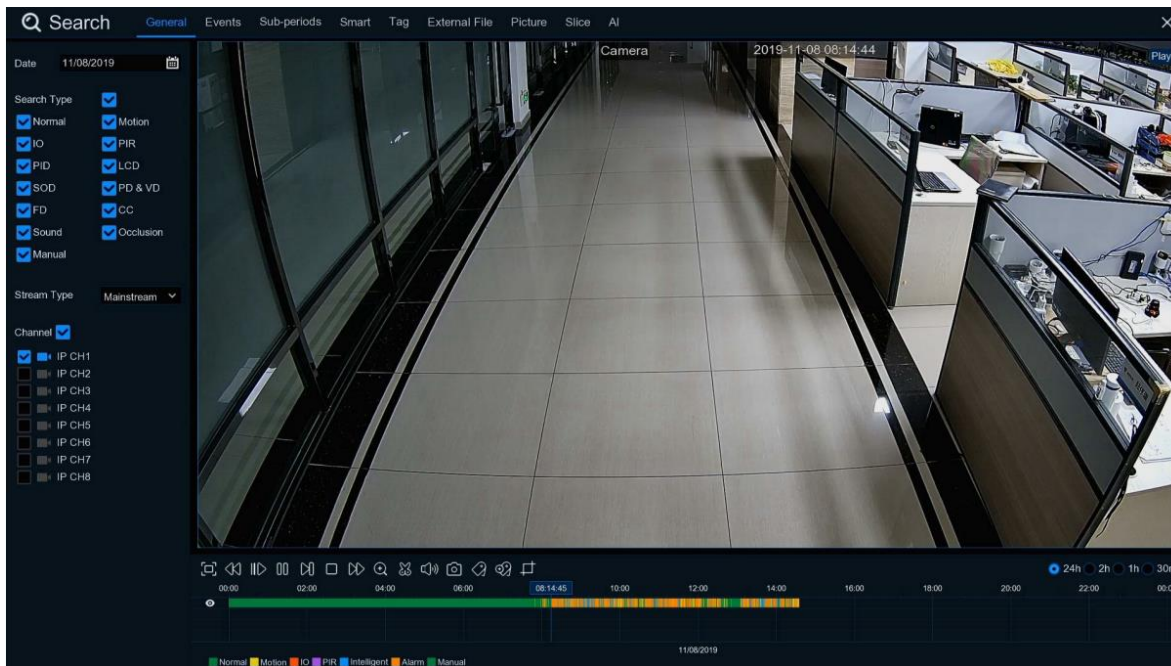 Search General Events Sub-periods Smart Tag External File Picture Slice AI X
Date 11/08/2019
Search Type
Normal Motion
IO PIR
PID LCD
SOD PD & VD
FD CC
Sound Occlusion
Manual
Stream Type Mainstream
Channel
IP CH1
IP CH2
IP CH3
IP CH4
IP CH5
IP CH6
IP CH7
IP CH8
Camera 2019-11-08 08:14:44 Play
24h 2h 1h 30m
00:00 02:00 04:00 06:00 08:14:45 10:00 12:00 14:00 16:00 18:00 20:00 22:00 00:0
11/08/2019
Normal Motion IO PIR Intelligent Alarm Manual